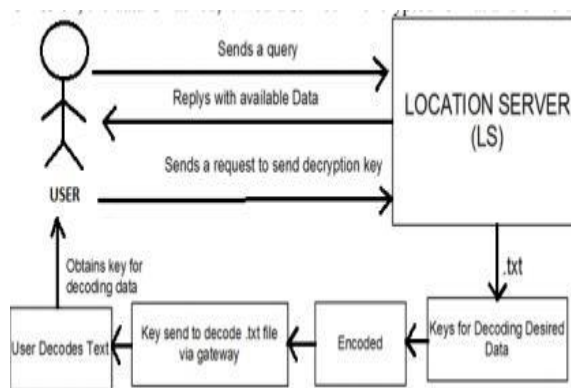 Sends a query
Replys with available Data
LOCATION SERVER
(LS)
Sends a request to send decryption key
USER
.txt
Obtains key for
decoding data
User Decodes Text
Key send to decode .txt file
via gateway
Encoded
Keys for Decoding Desired
Data